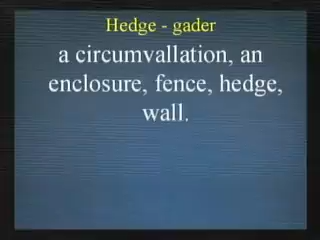 Hedge - gader
a circumvallation, an
enclosure, fence, hedge,
wall.